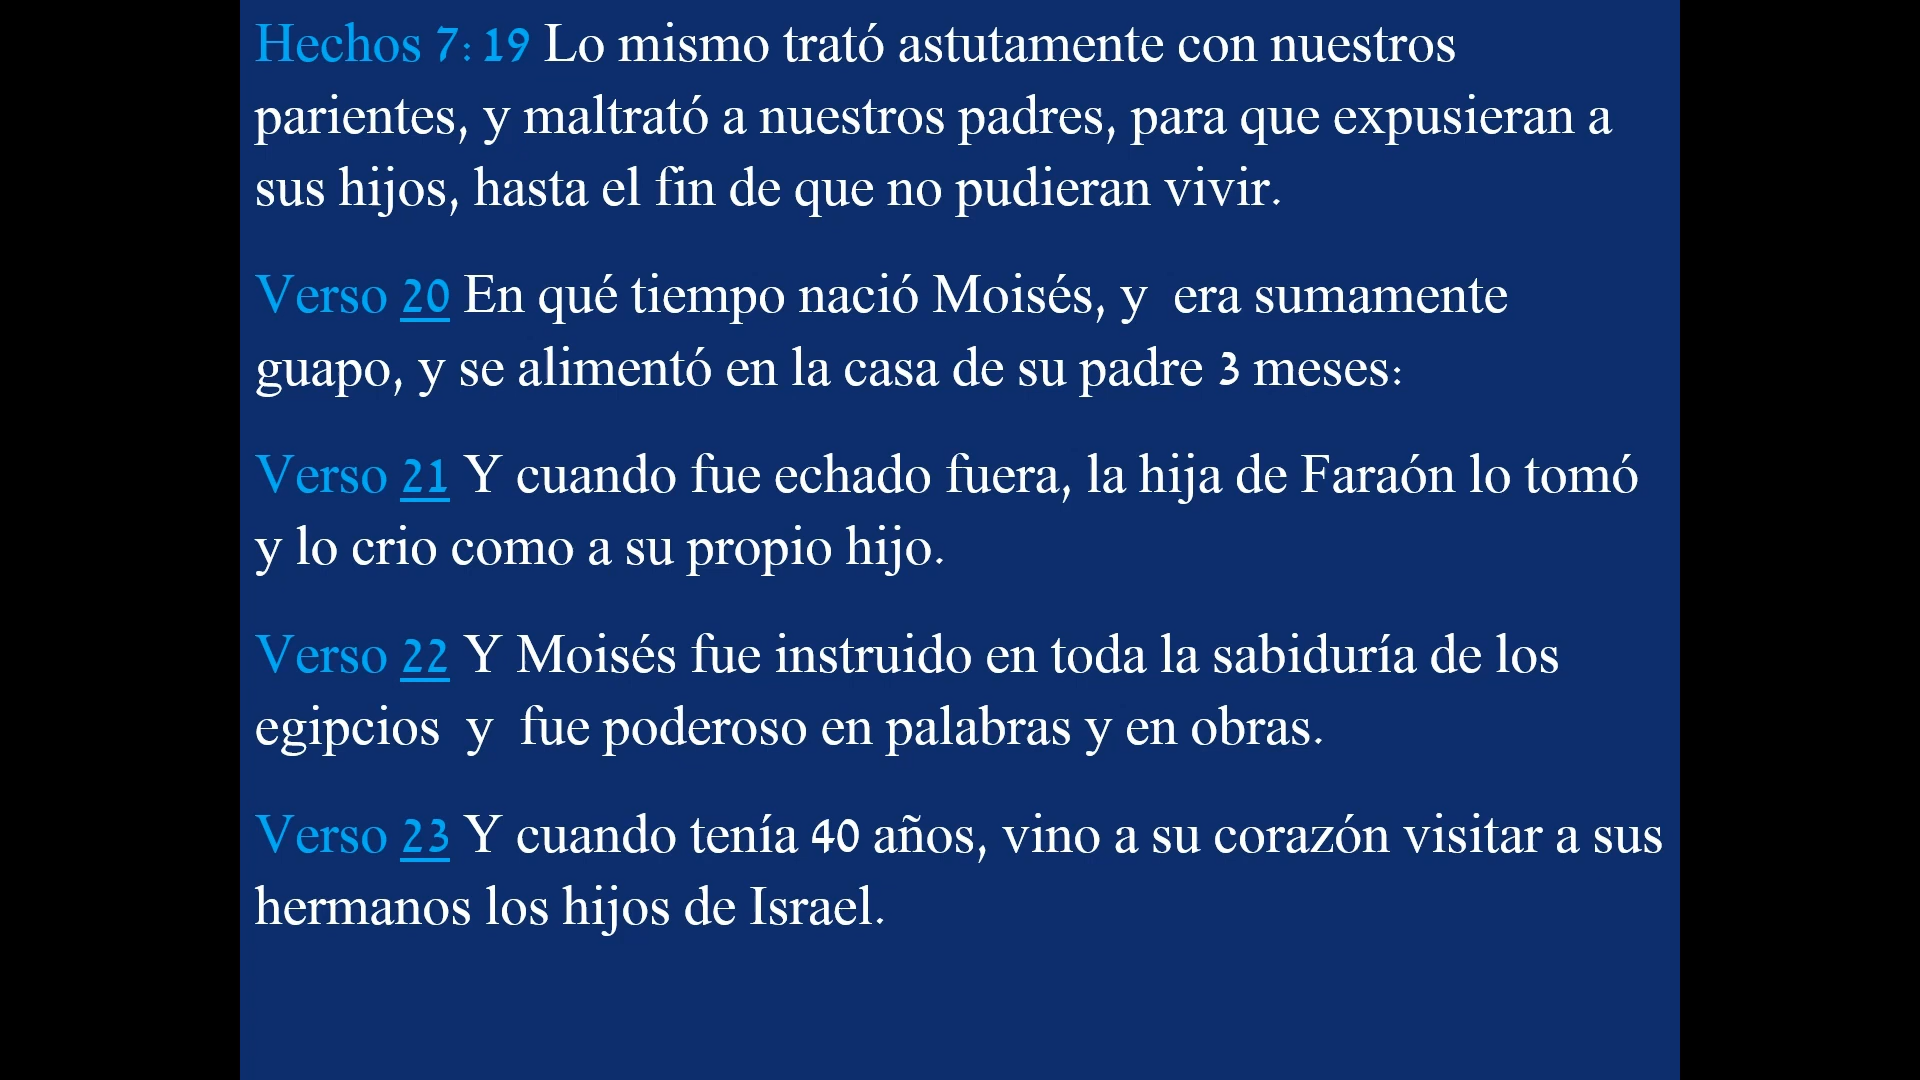 Hechos 7:19 Lo mismo trató astutamente con nuestros
parientes, y maltrató a nuestros padres, para que expusieran a
sus hijos, hasta el fin de que no pudieran vivir.
Verso 20 En qué tiempo nació Moisés, y  era sumamente
guapo, y se alimentó en la casa de su padre 3 meses:
Verso 21 Y cuando fue echado fuera, la hija de Faraón lo tomó
y lo crio como a su propio hijo.
Verso 22 Y Moisés fue instruido en toda la sabiduría de los
egipcios  y  fue poderoso en palabras y en obras.
Verso 23 Y cuando tenía 40 años, vino a su corazón visitar a sus
hermanos los hijos de Israel.